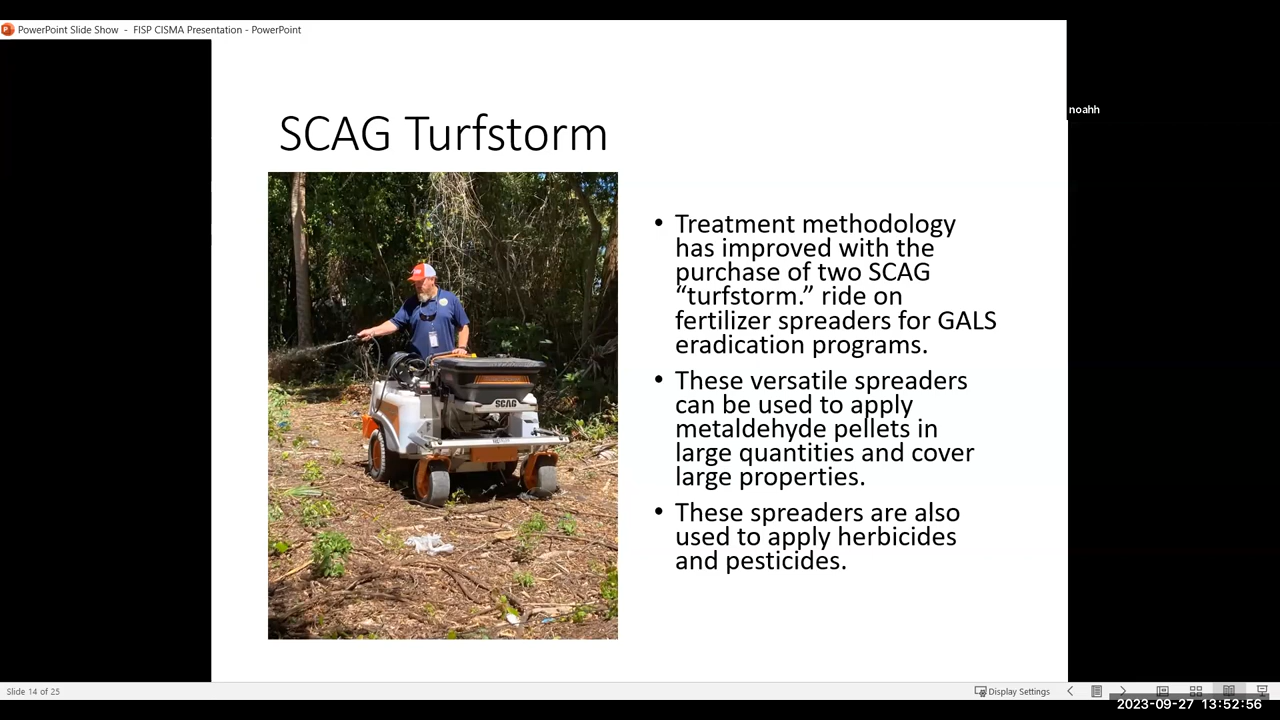 PowerPoint Slide Show - FISP CISMA Presentation - PowerPoint
noahh
SCAG Turfstorm
• Treatment methodology
has improved with the
purchase of two SCAG
“turfstorm.” ride on
fertilizer spreaders for GALS
eradication programs.
• These versatile spreaders
can be used to apply
metaldehyde pellets in
large quantities and cover
large properties.
• These spreaders are also
used to apply herbicides
and pesticides.
SCAG
Slide 14 of 25
Display Settings
2023-09-27 13:52:56